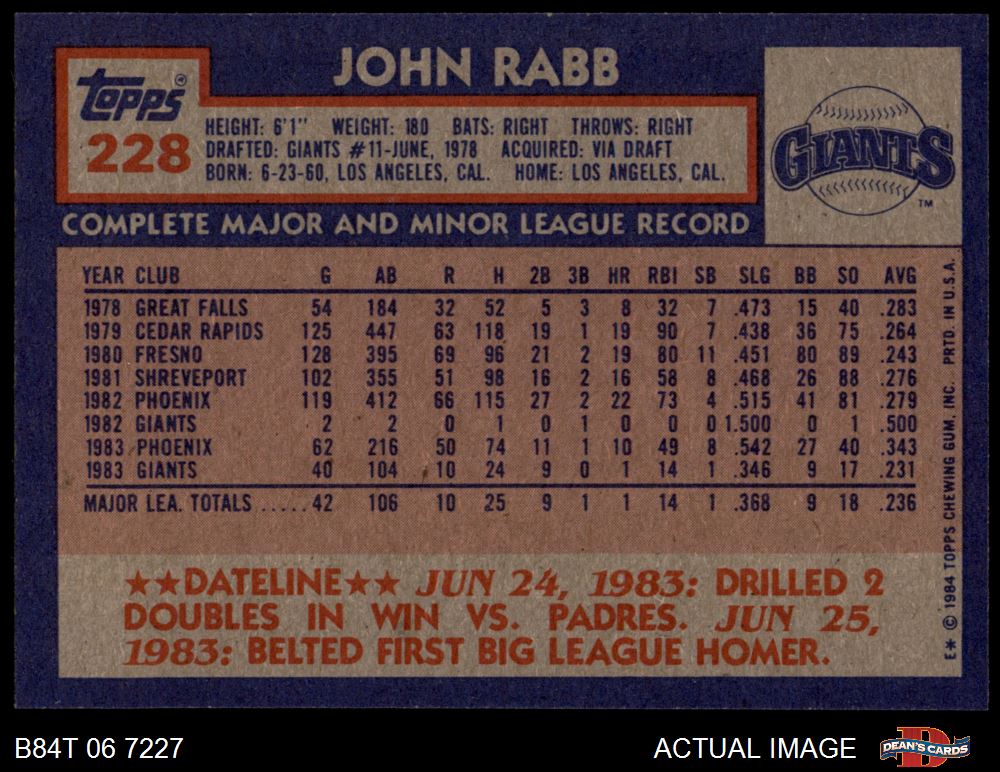 JOHN RABB
Topps®
228
HEIGHT: 6'1" WEIGHT: 180 BATS: RIGHT THROWS: RIGHT
DRAFTED: GIANTS #11-JUNE, 1978 ACQUIRED: VIA DRAFT
BORN: 6-23-60, LOS ANGELES, CAL. HOME: LOS ANGELES, CAL.
GIANTS
TM
COMPLETE MAJOR AND MINOR LEAGUE RECORD
YEAR CLUB G AB R H 2B 3B HR RBI SB SLG BB SO AVG
1978 GREAT FALLS 54 184 32 52 5 3 8 32 7 .473 15 40 .283
1979 CEDAR RAPIDS 125 447 63 118 19 1 19 90 7 .438 36 75 .264
1980 FRESNO 128 395 69 96 21 2 19 80 11 .451 80 89 .243
1981 SHREVEPORT 102 355 51 98 16 2 16 58 8 .468 26 88 .276
1982 PHOENIX 119 412 66 115 27 2 22 73 4 .515 41 81 .279
1982 GIANTS 2 2 0 1 0 1 0 0 0 1.500 0 1 .500
1983 PHOENIX 62 216 50 74 11 1 10 49 8 .542 27 40 .343
1983 GIANTS 40 104 10 24 9 0 1 14 1 .346 9 17 .231
MAJOR LEA. TOTALS .....42 106 10 25 9 1 1 14 1 .368 9 18 .236
★★DATELINE★★ JUN 24, 1983: DRILLED 2
DOUBLES IN WIN VS. PADRES. JUN 25,
1983: BELTED FIRST BIG LEAGUE HOMER.
E* © 1984 TOPPS CHEWING GUM, INC. PRTD. IN U.S.A.
B84T 06 7227
ACTUAL IMAGE
DEAN'S CARDS